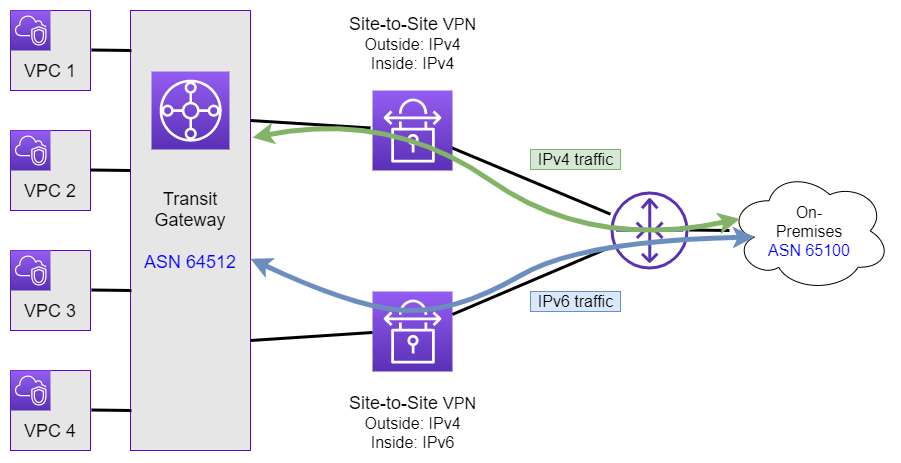 VPC 1
VPC 2
VPC 3
VPC 4
Transit
Gateway
ASN 64512
Site-to-Site VPN
Outside: IPv4
Inside: IPv4
IPv4 traffic
IPv6 traffic
Site-to-Site VPN
Outside: IPv4
Inside: IPv6
On-
Premises
ASN 65100